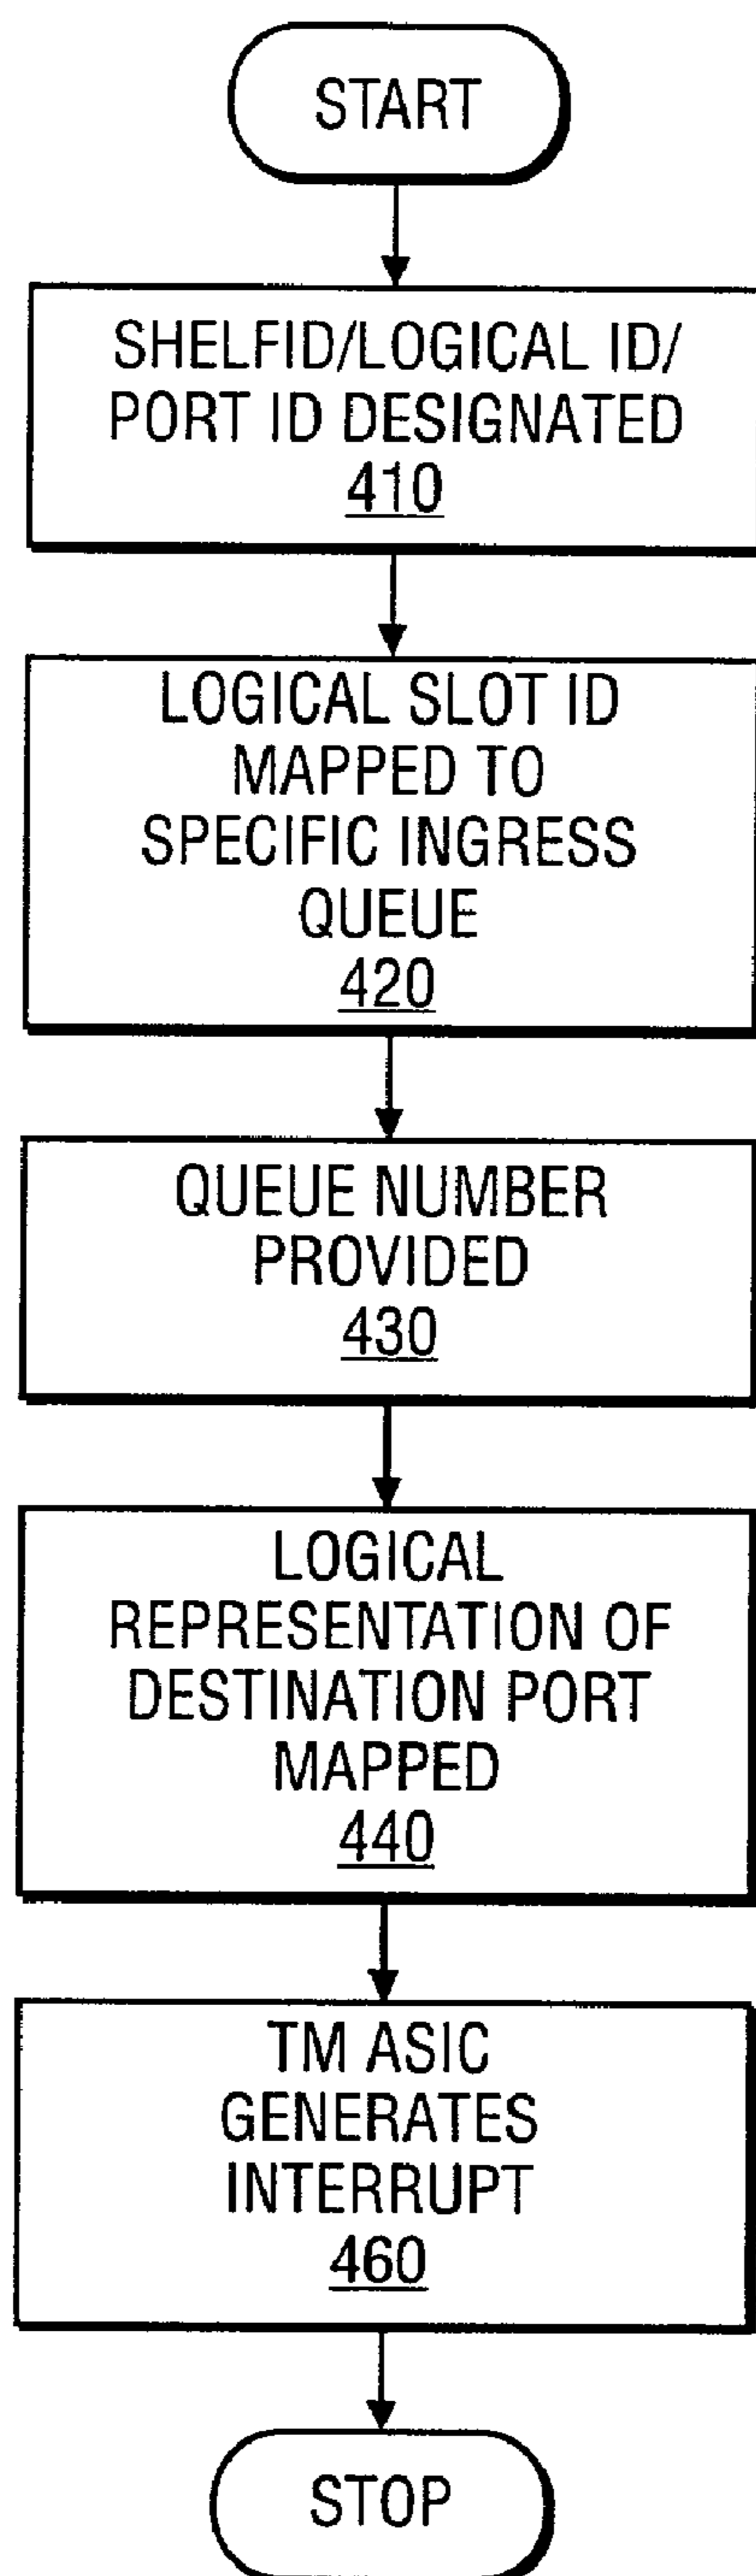 START
SHELFID/LOGICAL ID/
PORT ID DESIGNATED
410
LOGICAL SLOT ID
MAPPED TO
SPECIFIC INGRESS
QUEUE
420
QUEUE NUMBER
PROVIDED
430
LOGICAL
REPRESENTATION OF
DESTINATION PORT
MAPPED
440
TM ASIC
GENERATES
INTERRUPT
460
STOP